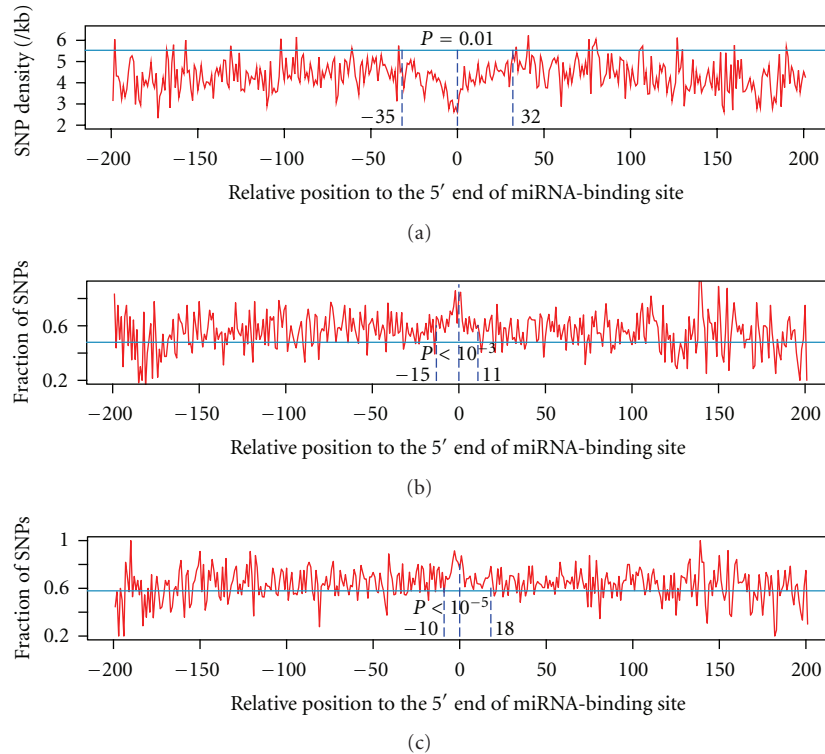 SNP density (/kb)
6
5
4
3
2
P = 0.01
−35
32
−200 −150 −100 −50 0 50 100 150 200
Relative position to the 5′ end of miRNA-binding site
(a)
Fraction of SNPs
0.6
0.2
P < 10−3
−15
11
−200 −150 −100 −50 0 50 100 150 200
Relative position to the 5′ end of miRNA-binding site
(b)
Fraction of SNPs
1
0.6
0.2
P < 10−5
−10
18
−200 −150 −100 −50 0 50 100 150 200
Relative position to the 5′ end of miRNA-binding site
(c)